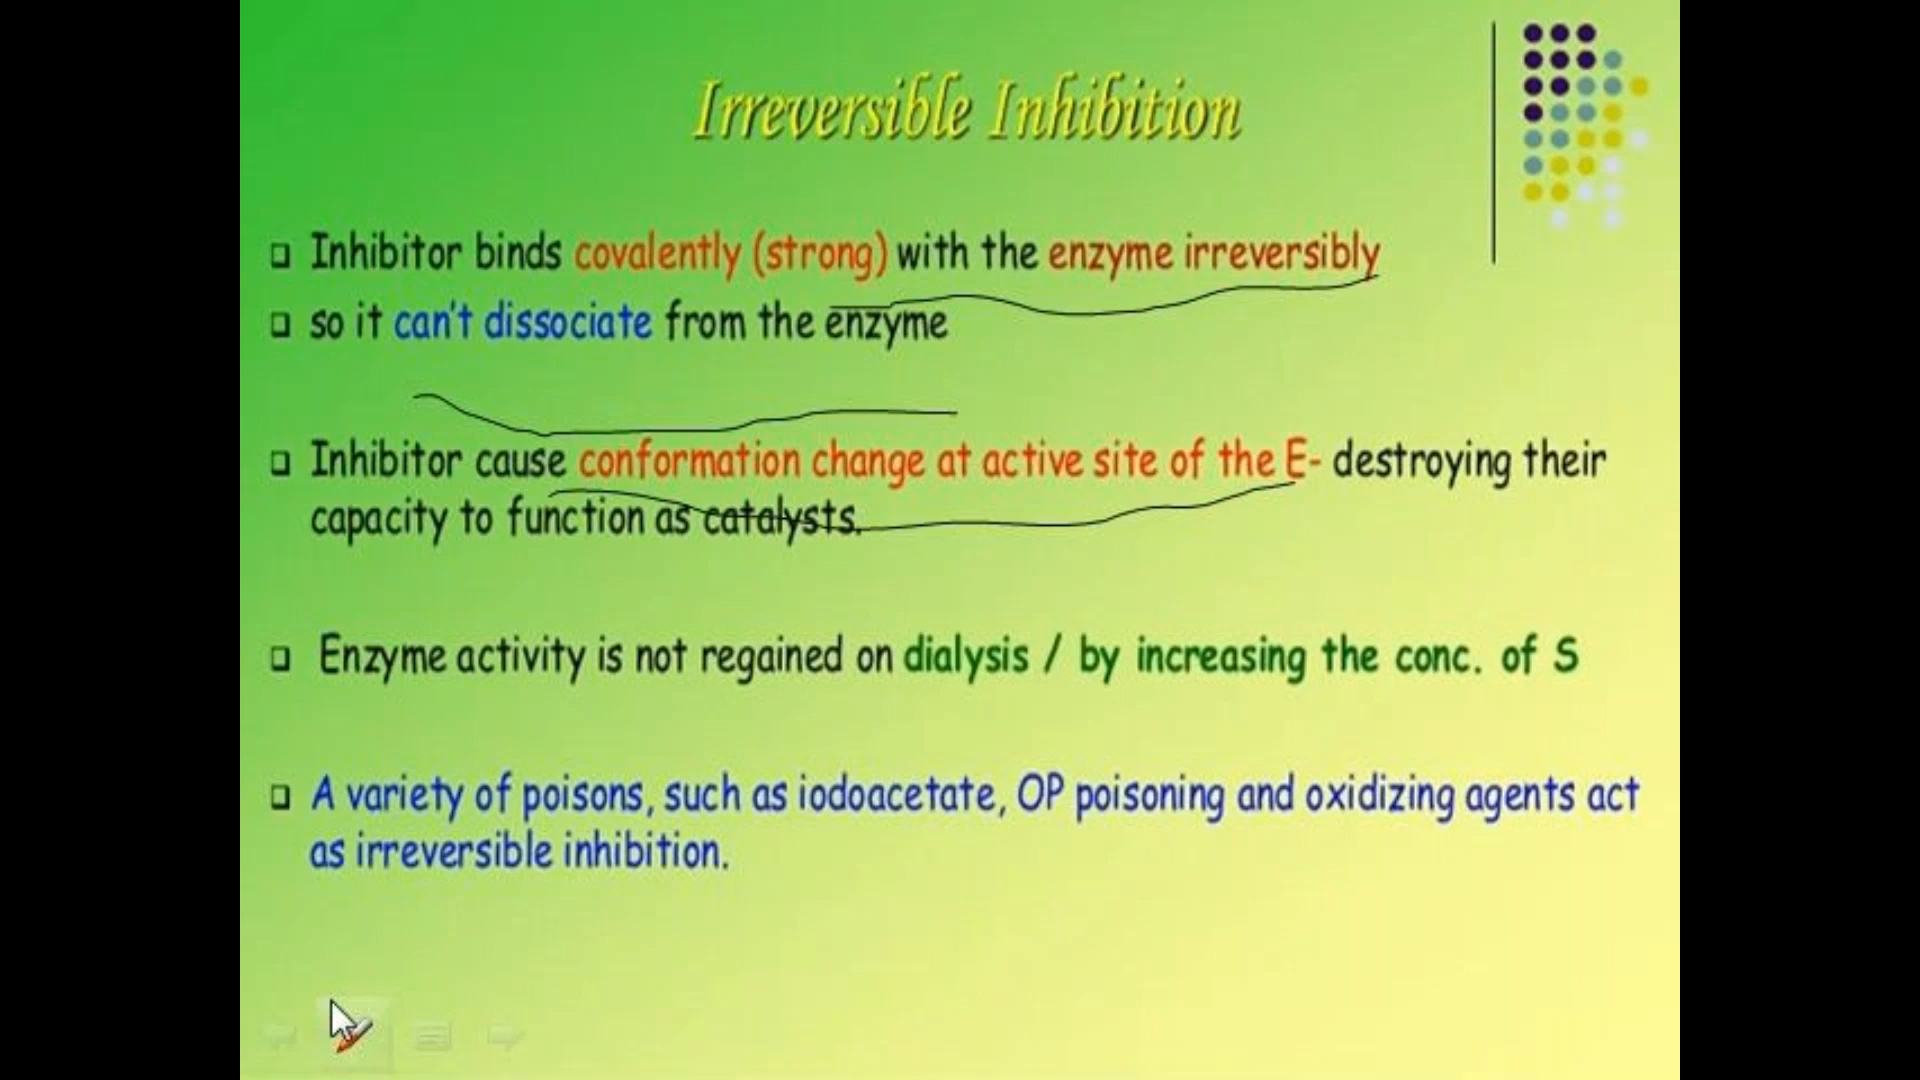 Irreversible Inhibition
❑ Inhibitor binds covalently (strong) with the enzyme irreversibly
❑ so it can't dissociate from the enzyme
❑ Inhibitor cause conformation change at active site of the E- destroying their
capacity to function as catalysts.
❑ Enzyme activity is not regained on dialysis / by increasing the conc. of S
❑ A variety of poisons, such as iodoacetate, OP poisoning and oxidizing agents act
as irreversible inhibition.